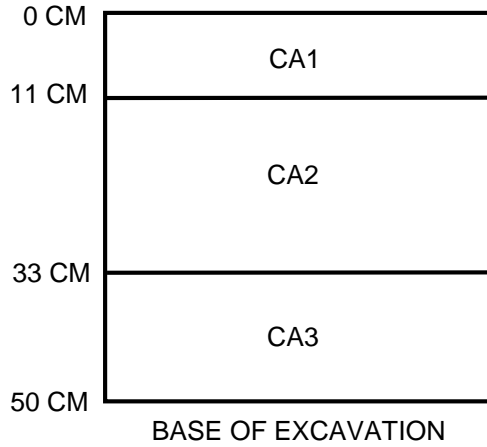 0 CM
CA1
11 CM
CA2
33 CM
CA3
50 CM
BASE OF EXCAVATION